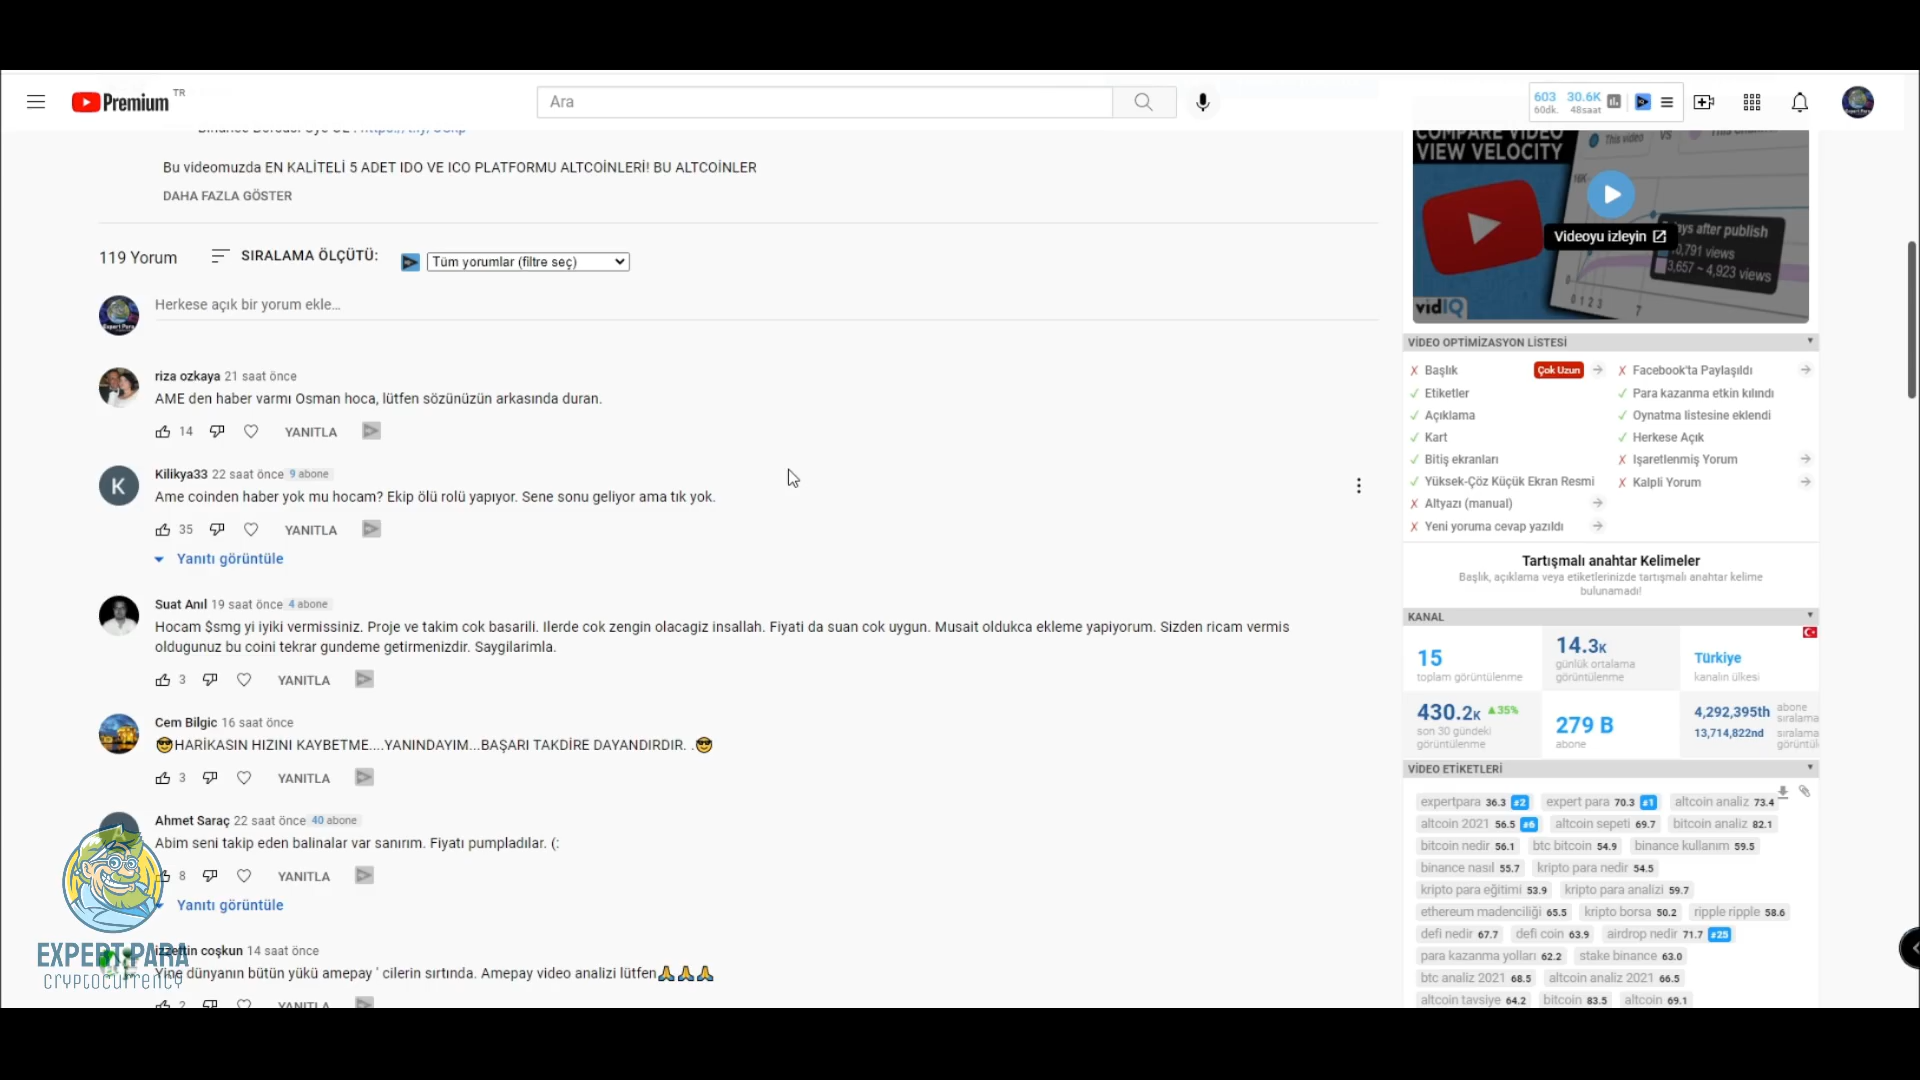 Premium TR
Ara
603 30.6K
60dk. 48saat
Bu videomuzda EN KALİTELİ 5 ADET IDO VE ICO PLATFORMU ALTCOİNLERİ! BU ALTCOİNLER
DAHA FAZLA GÖSTER
119 Yorum
SIRALAMA ÖLÇÜTÜ:
Tüm yorumlar (filtre seç)
Herkese açık bir yorum ekle...
riza ozkaya 21 saat önce
AME den haber varmı Osman hoca, lütfen sözünüzün arkasında duran.
14 YANITLA
Kilikya33 22 saat önce 9 abone
K
Ame coinden haber yok mu hocam? Ekip ölü rolü yapıyor. Sene sonu geliyor ama tık yok.
35 YANITLA
Yanıtı görüntüle
Suat Anıl 19 saat önce 4 abone
Hocam $smg yi iyiki vermissiniz. Proje ve takim cok basarili. Ilerde cok zengin olacagiz insallah. Fiyati da suan cok uygun. Musait oldukca ekleme yapiyorum. Sizden ricam vermis
oldugunuz bu coini tekrar gundeme getirmenizdir. Saygilarimla.
3 YANITLA
Cem Bilgic 16 saat önce
😎HARİKASIN HIZINI KAYBETME....YANINDAYIM...BAŞARI TAKDİRE DAYANDIRDIR. .😎
3 YANITLA
Ahmet Saraç 22 saat önce 40 abone
Abim seni takip eden balinalar var sanırım. Fiyatı pumpladılar. (:
8 YANITLA
Yanıtı görüntüle
izzettin coşkun 14 saat önce
Yine dünyanın bütün yükü amepay ' cilerin sırtında. Amepay video analizi lütfen🙏🙏🙏
2 YANITLA
EXPERT PARA
CRYPTOCURRENCY
COMPARE VIDEO
VIEW VELOCITY
This video VS
Videoyu izleyin
days after publish
3,657 ~ 4,923 views
0 1 2 3 7
vidIQ
VİDEO OPTİMİZASYON LİSTESİ
✗ Başlık Çok Uzun
✓ Etiketler
✓ Açıklama
✓ Kart
✓ Bitiş ekranları
✓ Yüksek-Çöz Küçük Ekran Resmi
✗ Altyazı (manual)
✗ Yeni yoruma cevap yazıldı
✗ Facebook'ta Paylaşıldı
✓ Para kazanma etkin kılındı
✓ Oynatma listesine eklendi
✓ Herkese Açık
✗ Işaretlenmiş Yorum
✗ Kalpli Yorum
Tartışmalı anahtar Kelimeler
Başlık, açıklama veya etiketlerinizde tartışmalı anahtar kelime
bulunamadı!
KANAL
15
toplam görüntülenme
14.3K
günlük ortalama
görüntülenme
Türkiye
kanalın ülkesi
430.2K ▲35%
son 30 gündeki
görüntülenme
279 B
abone
4,292,395th abone
sıralama
13,714,822nd sıralama
görüntül
VİDEO ETİKETLERİ
expertpara 36.3 #2 expert para 70.3 #1 altcoin analiz 73.4
altcoin 2021 56.5 #6 altcoin sepeti 69.7 bitcoin analiz 82.1
bitcoin nedir 56.1 btc bitcoin 54.9 binance kullanım 59.5
binance nasıl 55.7 kripto para nedir 54.5
kripto para eğitimi 53.9 kripto para analizi 59.7
ethereum madenciliği 65.5 kripto borsa 50.2 ripple ripple 58.6
defi nedir 67.7 defi coin 63.9 airdrop nedir 71.7 #25
para kazanma yolları 62.2 stake binance 63.0
btc analiz 2021 68.5 altcoin analiz 2021 66.5
altcoin tavsiye 64.2 bitcoin 83.5 altcoin 69.1